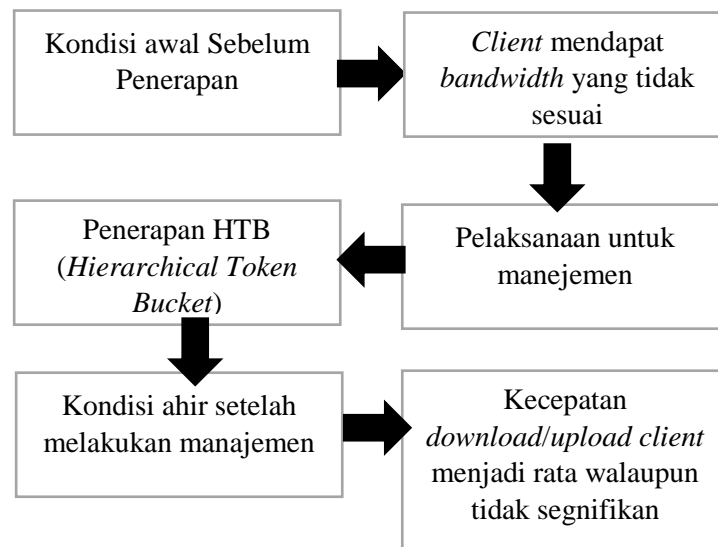 Kondisi awal Sebelum
Penerapan
Client mendapat
bandwidth yang tidak
sesuai
Pelaksanaan untuk
manejemen
Penerapan HTB
(Hierarchical Token
Bucket)
Kondisi ahir setelah
melakukan manajemen
Kecepatan
download/upload client
menjadi rata walaupun
tidak segnifikan